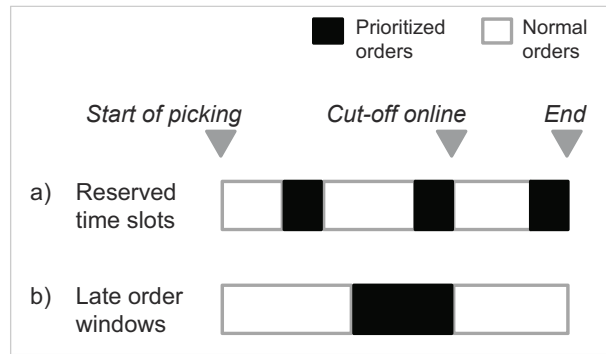 Prioritized orders
Normal orders
Start of picking
Cut-off online
End
a) Reserved time slots
b) Late order windows